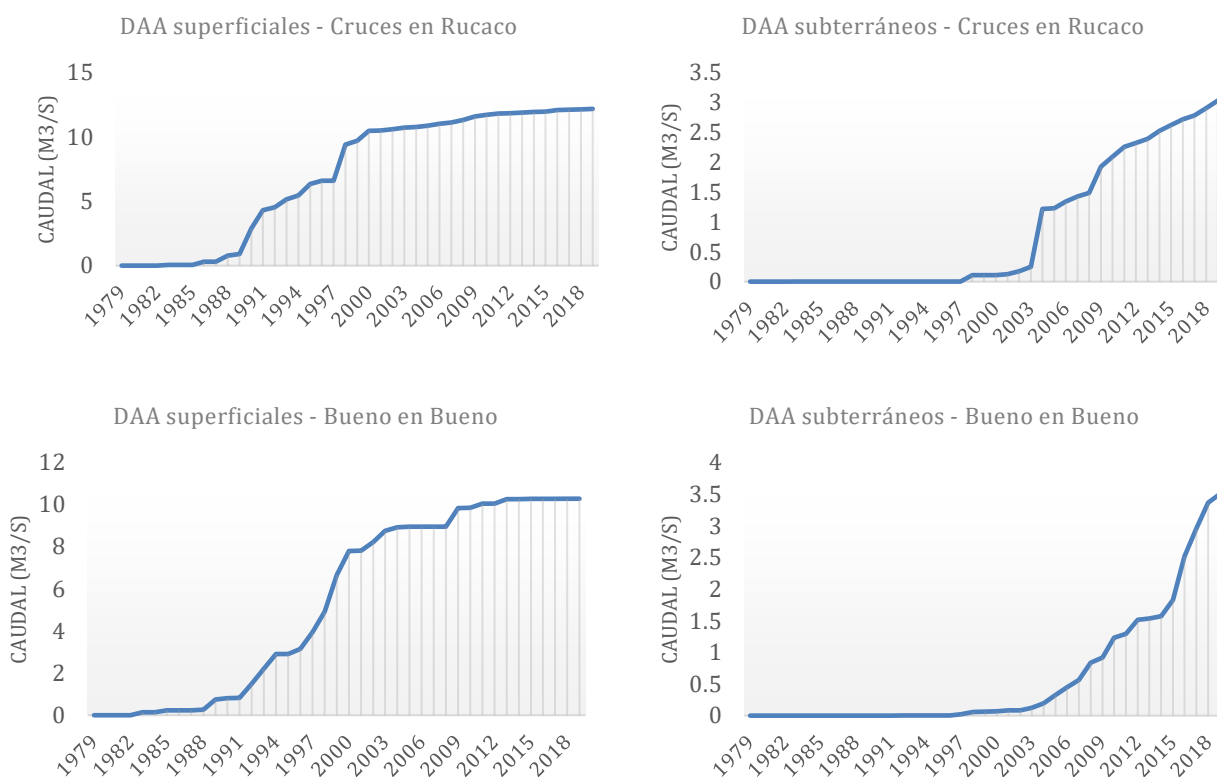 DAA superficiales - Cruces en Rucaco
CAUDAL (M3/S)
15
10
5
0
1979 1982 1985 1988 1991 1994 1997 2000 2003 2006 2009 2012 2015 2018
DAA subterráneos - Cruces en Rucaco
CAUDAL (M3/S)
3.5
3
2.5
2
1.5
1
0.5
0
1979 1982 1985 1988 1991 1994 1997 2000 2003 2006 2009 2012 2015 2018
DAA superficiales - Bueno en Bueno
CAUDAL (M3/S)
12
10
8
6
4
2
0
1979 1982 1985 1988 1991 1994 1997 2000 2003 2006 2009 2012 2015 2018
DAA subterráneos - Bueno en Bueno
CAUDAL (M3/S)
4
3.5
3
2.5
2
1.5
1
0.5
0
1979 1982 1985 1988 1991 1994 1997 2000 2003 2006 2009 2012 2015 2018